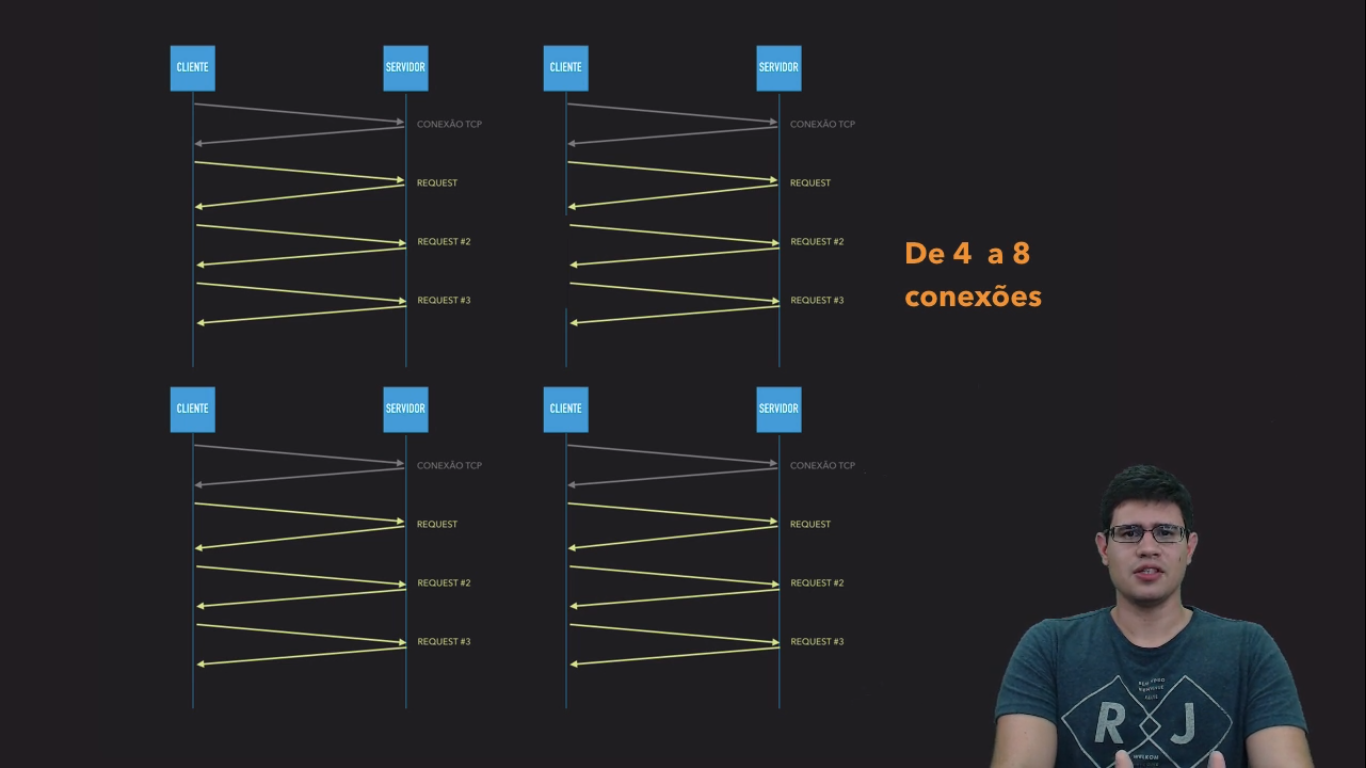 CLIENTE
SERVIDOR
CONEXÃO TCP
REQUEST
REQUEST #2
REQUEST #3
CLIENTE
SERVIDOR
CONEXÃO TCP
REQUEST
REQUEST #2
REQUEST #3
De 4 a 8
conexões
CLIENTE
SERVIDOR
CONEXÃO TCP
REQUEST
REQUEST #2
REQUEST #3
CLIENTE
SERVIDOR
CONEXÃO TCP
REQUEST
REQUEST #2
REQUEST #3
R J